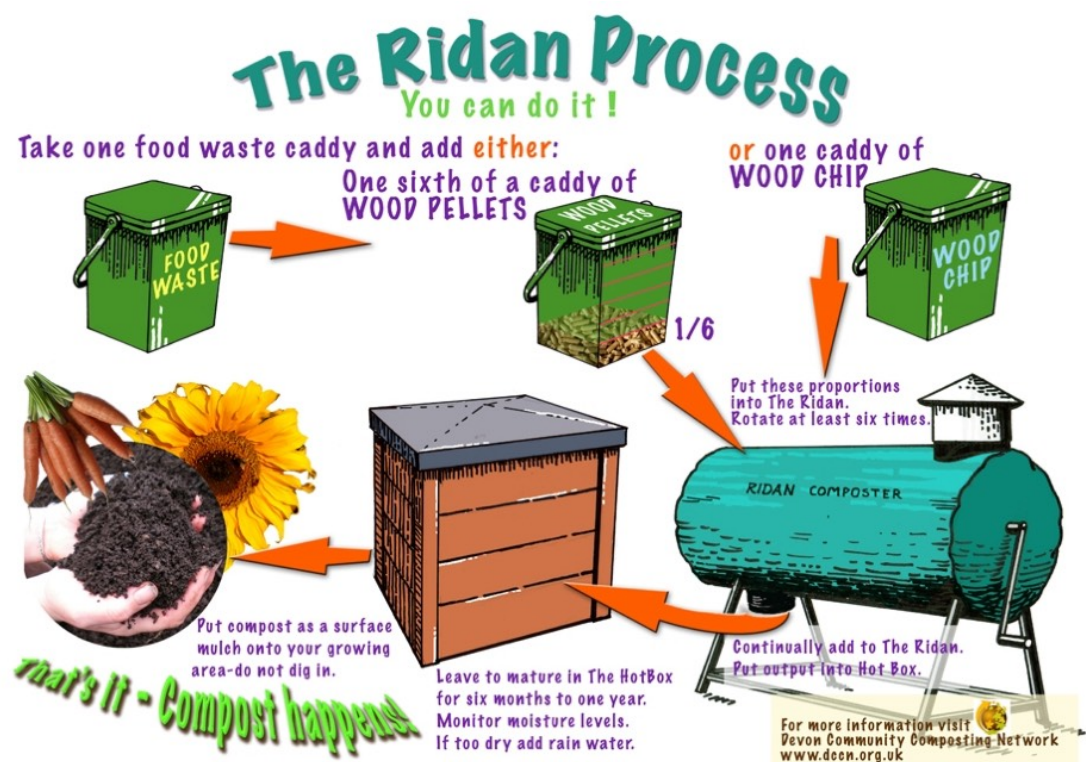 The Ridan Process
You can do it !
Take one food waste caddy and add either:
One sixth of a caddy of
WOOD PELLETS
or one caddy of
WOOD CHIP
FOOD
WASTE
WOOD
PELLETS
1/6
WOOD
CHIP
Put these proportions
into The Ridan.
Rotate at least six times.
RIDAN COMPOSTER
Continually add to The Ridan.
Put output into Hot Box.
Leave to mature in The HotBox
for six months to one year.
Monitor moisture levels.
If too dry add rain water.
Put compost as a surface
mulch onto your growing
area-do not dig in.
That's it - Compost happens!
For more information visit
Devon Community Composting Network
www.dccn.org.uk